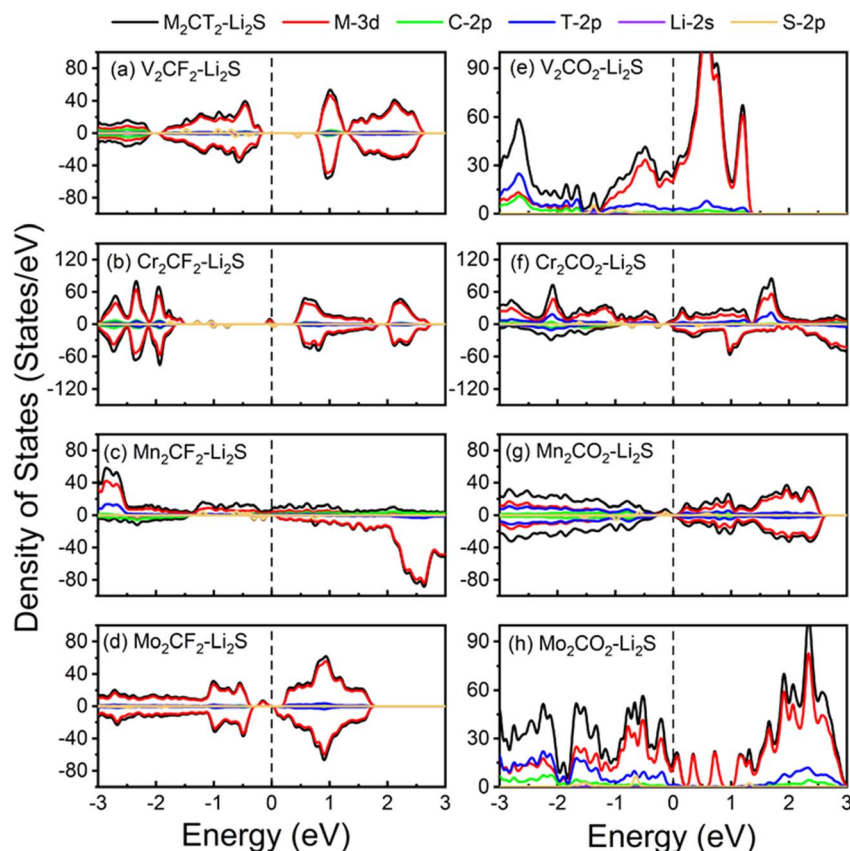 M₂CT₂-Li₂S M-3d C-2p T-2p Li-2s S-2p
Density of States (States/eV)
(a) V₂CF₂-Li₂S
80
40
0
-40
-80
(e) V₂CO₂-Li₂S
90
60
30
0
(b) Cr₂CF₂-Li₂S
120
60
0
-60
-120
(f) Cr₂CO₂-Li₂S
120
60
0
-60
-120
(c) Mn₂CF₂-Li₂S
80
40
0
-40
-80
(g) Mn₂CO₂-Li₂S
80
40
0
-40
-80
(d) Mo₂CF₂-Li₂S
80
40
0
-40
-80
(h) Mo₂CO₂-Li₂S
90
60
30
0
-3 -2 -1 0 1 2 3
-3 -2 -1 0 1 2 3
Energy (eV)
Energy (eV)